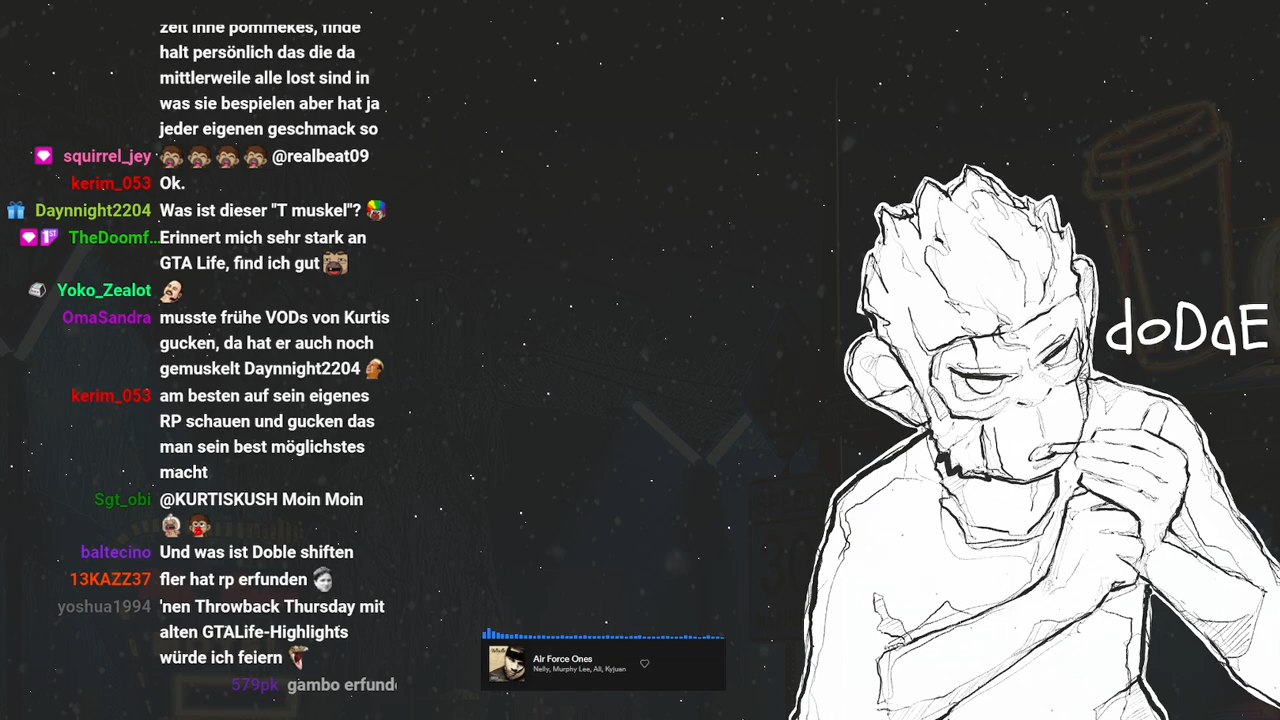 zeit inne pommekes, finde
halt persönlich das die da
mittlerweile alle lost sind in
was sie bespielen aber hat ja
jeder eigenen geschmack so
squirrel_jey @realbeat09
kerim_053 Ok.
Daynnight2204 Was ist dieser "T muskel"?
TheDoomf... Erinnert mich sehr stark an
GTA Life, find ich gut
Yoko_Zealot
OmaSandra musste frühe VODs von Kurtis
gucken, da hat er auch noch
gemuskelt Daynnight2204
kerim_053 am besten auf sein eigenes
RP schauen und gucken das
man sein best möglichstes
macht
Sgt_obi @KURTISKUSH Moin Moin
baltecino Und was ist Doble shiften
13KAZZ37 fler hat rp erfunden
yoshua1994 'nen Throwback Thursday mit
alten GTALife-Highlights
würde ich feiern
579pk gambo erfund
Air Force Ones
Nelly, Murphy Lee, Ali, Kyjuan
doDaE